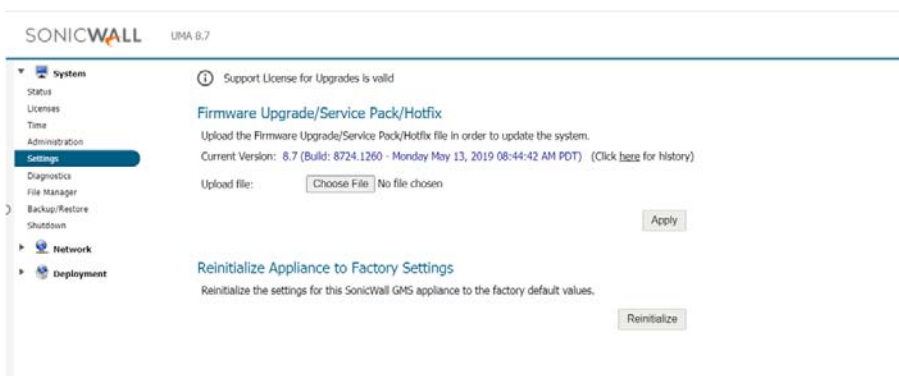 SONICWALL UMA 8.7
System
Status
Licenses
Time
Administration
Settings
Diagnostics
File Manager
Backup/Restore
Shutdown
Network
Deployment
Support License for Upgrades is valid
Firmware Upgrade/Service Pack/Hotfix
Upload the Firmware Upgrade/Service Pack/Hotfix file in order to update the system.
Current Version: 8.7 (Build: 8724.1260 - Monday May 13, 2019 08:44:42 AM PDT) (Click here for history)
Upload file: Choose File No file chosen
Apply
Reinitialize Appliance to Factory Settings
Reinitialize the settings for this SonicWall GMS appliance to the factory default values.
Reinitialize